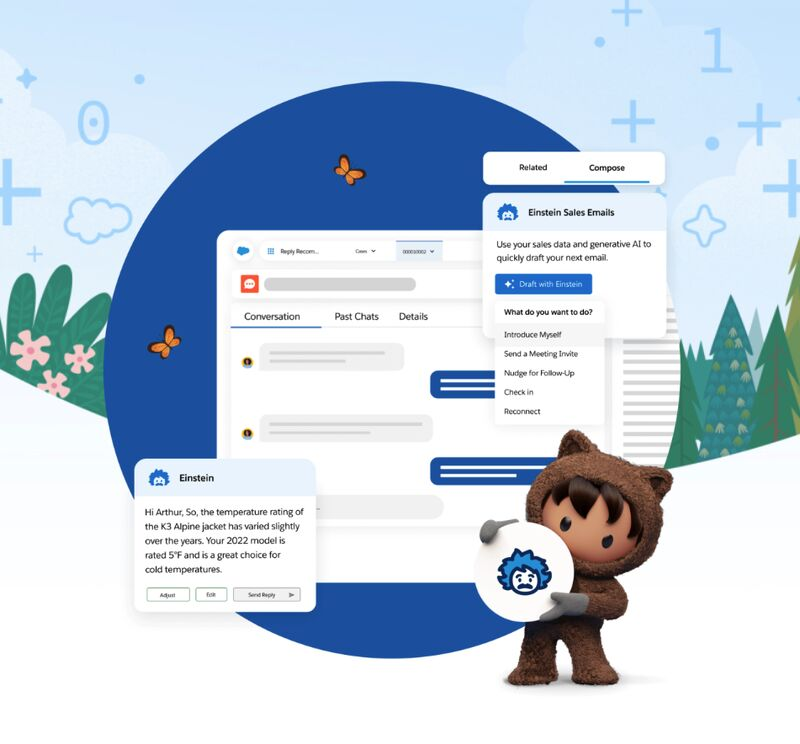 0
1
Related Compose
Einstein Sales Emails
Use your sales data and generative AI to
quickly draft your next email.
Draft with Einstein
What do you want to do?
Introduce Myself
Send a Meeting Invite
Nudge for Follow-Up
Check in
Reconnect
Reply Recom... Cases 000010002
Conversation Past Chats Details
Einstein
Hi Arthur, So, the temperature rating of
the K3 Alpine jacket has varied slightly
over the years. Your 2022 model is
rated 5°F and is a great choice for
cold temperatures.
Adjust Edit Send Reply